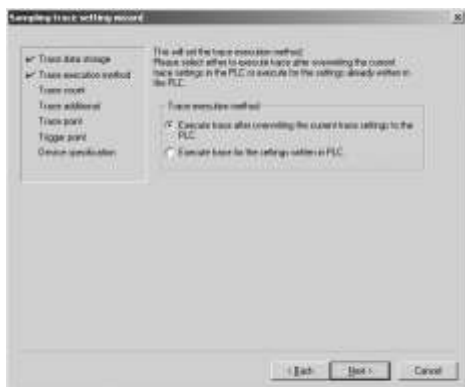 Sampling trace setting wizard
Trace data storage
Trace execution method
Trace count
Trace additional
Trace point
Trigger point
Device specification
This will set the trace execution method.
Please select either to execute trace after overwriting the current
trace settings in the PLC or execute for the settings already written in
the PLC.
Trace execution method
Execute trace after overwriting the current trace settings to the
PLC.
Execute trace for the settings written in PLC.
< Back
Next >
Cancel